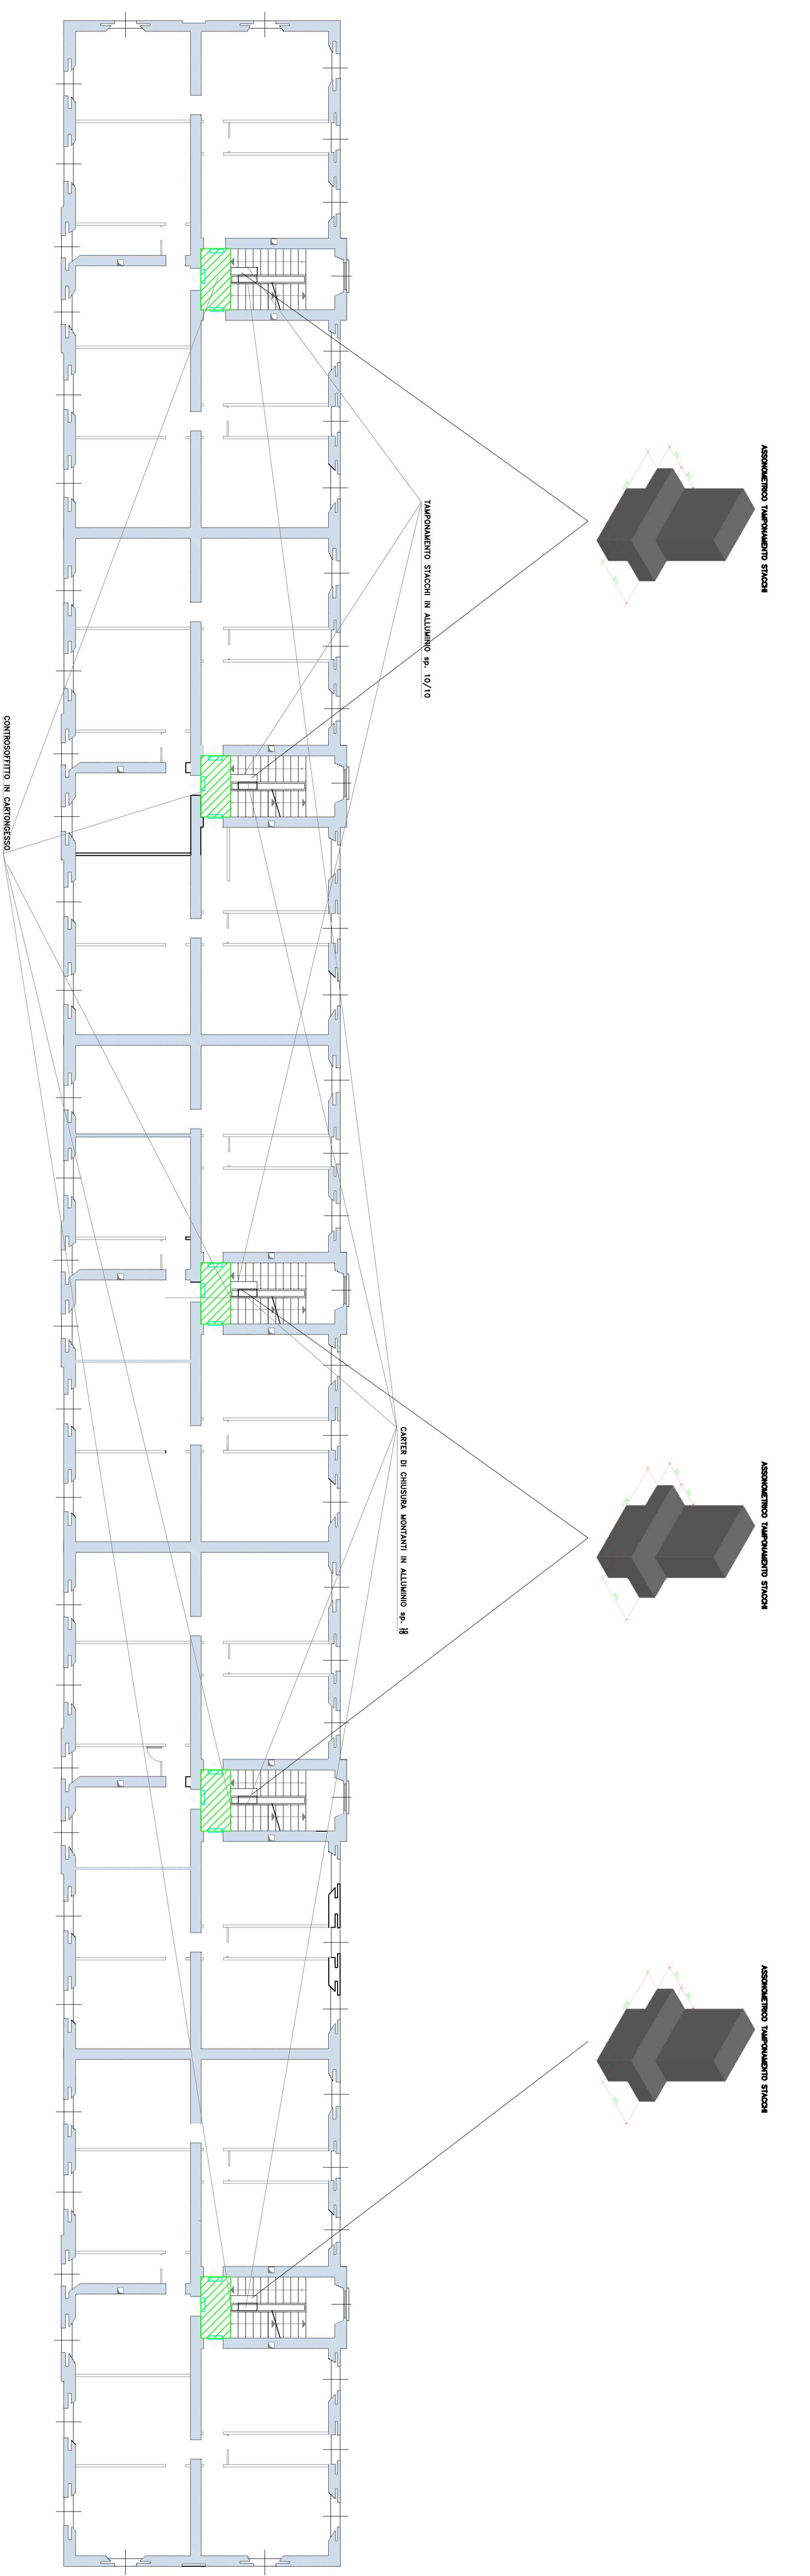 ASSONOMETRICO TAMPONAMENTO STACCHI
ASSONOMETRICO TAMPONAMENTO STACCHI
ASSONOMETRICO TAMPONAMENTO STACCHI
TAMPONAMENTO STACCHI IN ALLUMINIO sp. 10/10
CARTER DI CHIUSURA MONTANTI IN ALLUMINIO sp.
CONTROSOFFITTO IN CARTONGESSO